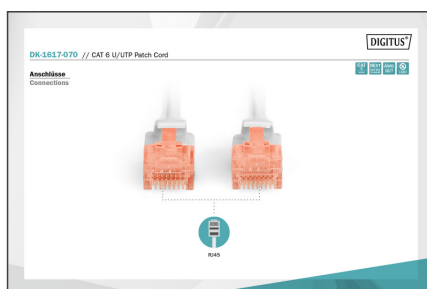 DIGITUS®
DK-1617-070 // CAT 6 U/UTP Patch Cord
Anschlüsse
Connections
RJ45